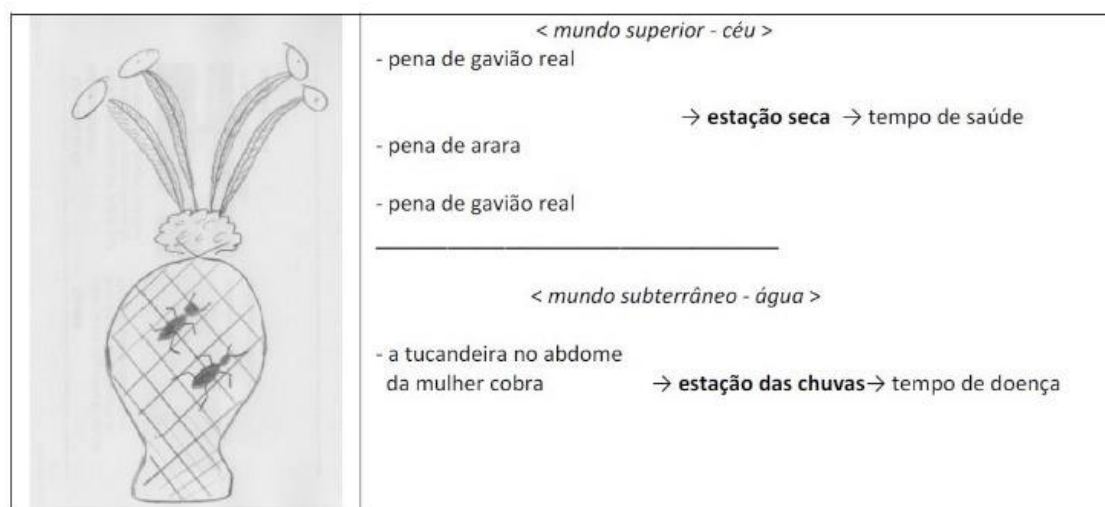 < mundo superior - céu >
- pena de gavião real
→ estação seca → tempo de saúde
- pena de arara
- pena de gavião real
< mundo subterrâneo - água >
- a tucandeira no abdome
da mulher cobra → estação das chuvas→ tempo de doença